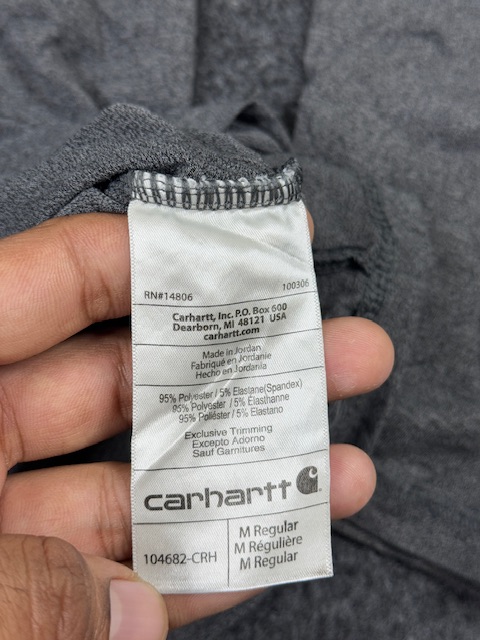 RN#14806 100306
Carhartt, Inc. P.O. Box 600
Dearborn, MI 48121 USA
carhartt.com
Made in Jordan
Fabriqué en Jordanie
Hecho en Jordania
95% Polyester / 5% Elastane(Spandex)
95% Polyester / 5% Élasthanne
95% Poliéster / 5% Elastano
Exclusive Trimming
Excepto Adorno
Sauf Garnitures
carhartt
104682-CRH
M Regular
M Régulière
M Regular